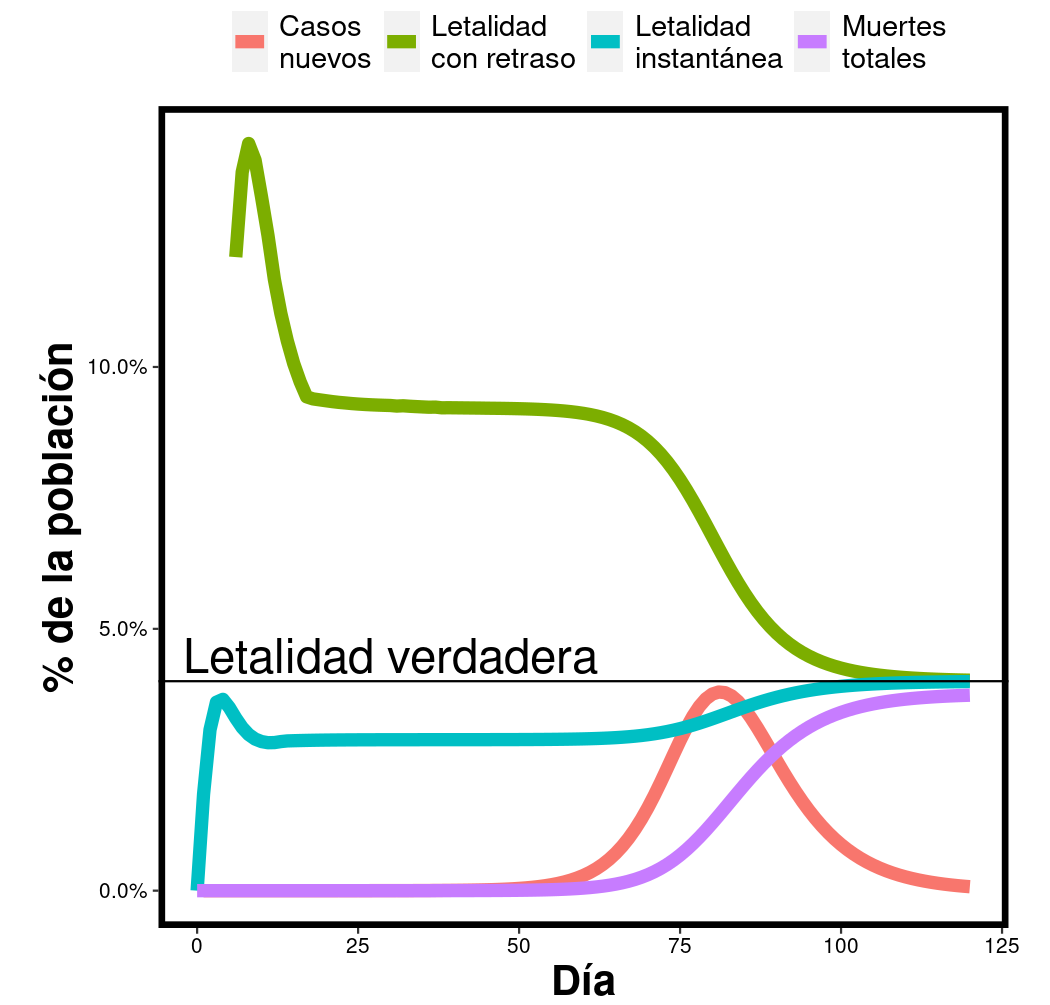 Casos
nuevos
Letalidad
con retraso
Letalidad
instantánea
Muertes
totales
% de la población
10.0%
5.0%
0.0%
Letalidad verdadera
0
25
50
75
100
125
Día